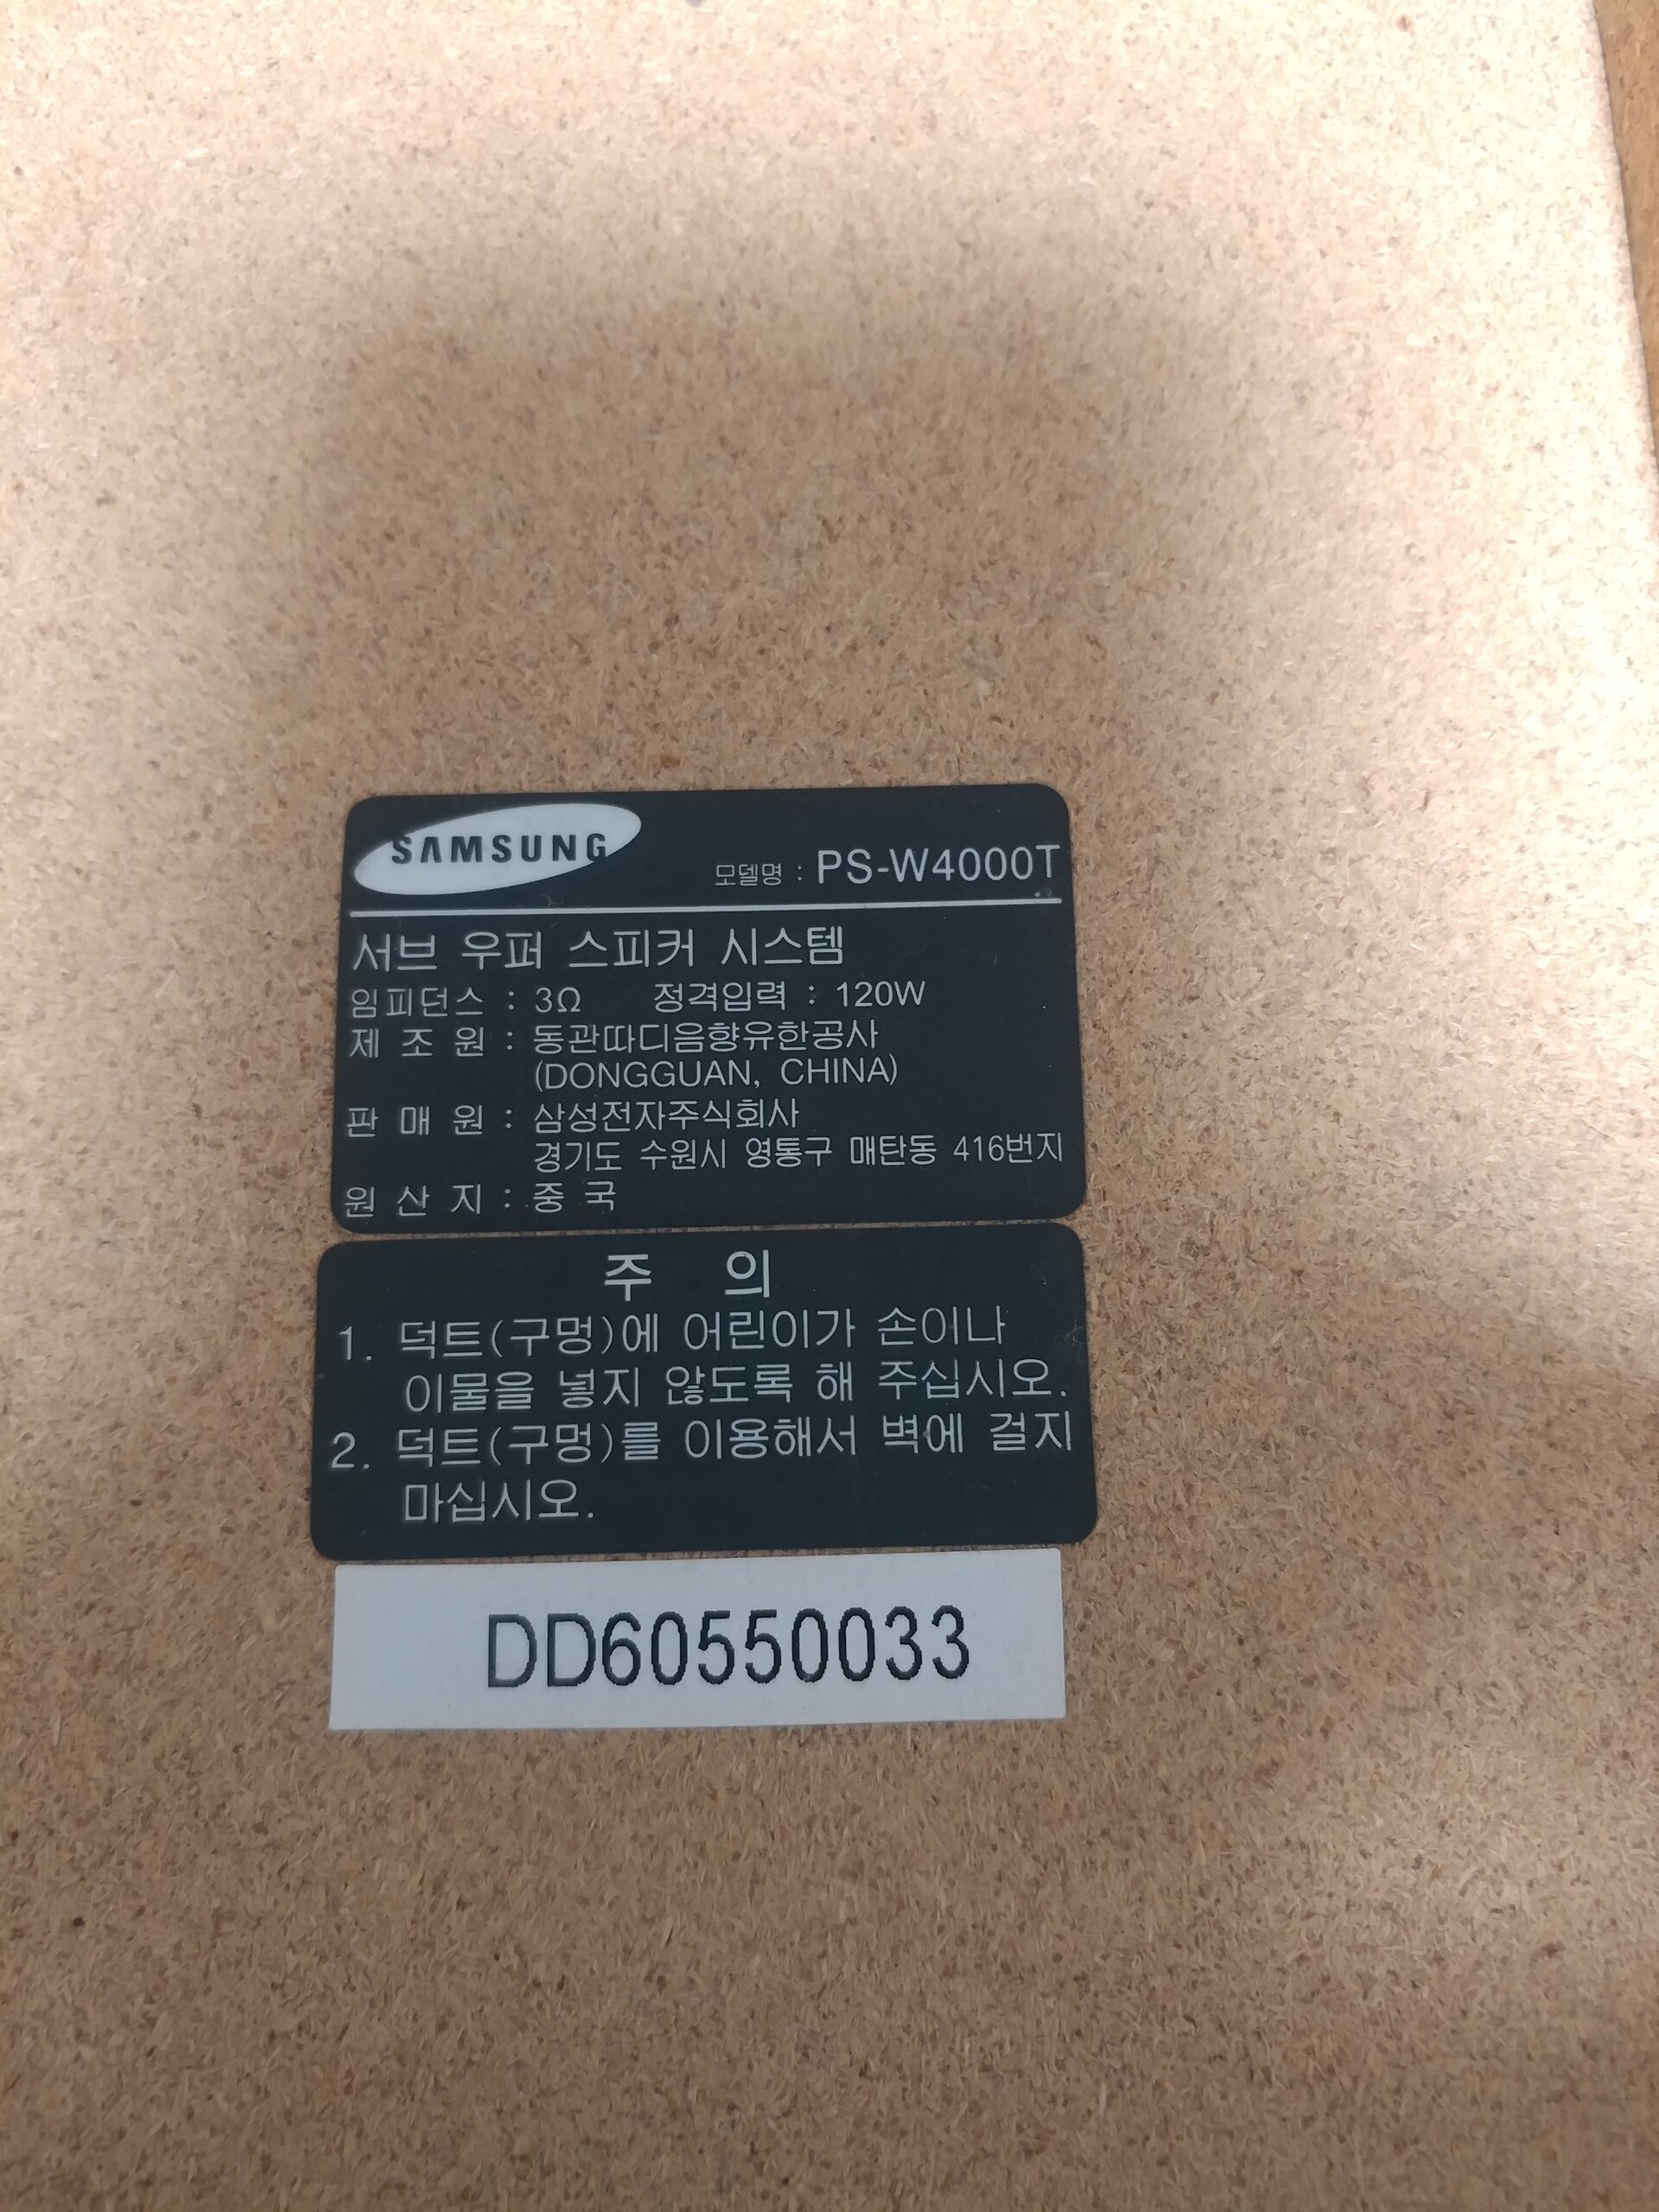 SAMSUNG
모델명 : PS-W4000T
서브 우퍼 스피커 시스템
임피던스 : 3Ω 정격입력 : 120W
제 조 원 : 동관따디음향유한공사
(DONGGUAN, CHINA)
판 매 원 : 삼성전자주식회사
경기도 수원시 영통구 매탄동 416번지
원 산 지 : 중 국
주 의
1. 덕트(구멍)에 어린이가 손이나
이물을 넣지 않도록 해 주십시오.
2. 덕트(구멍)를 이용해서 벽에 걸지
마십시오.
DD60550033